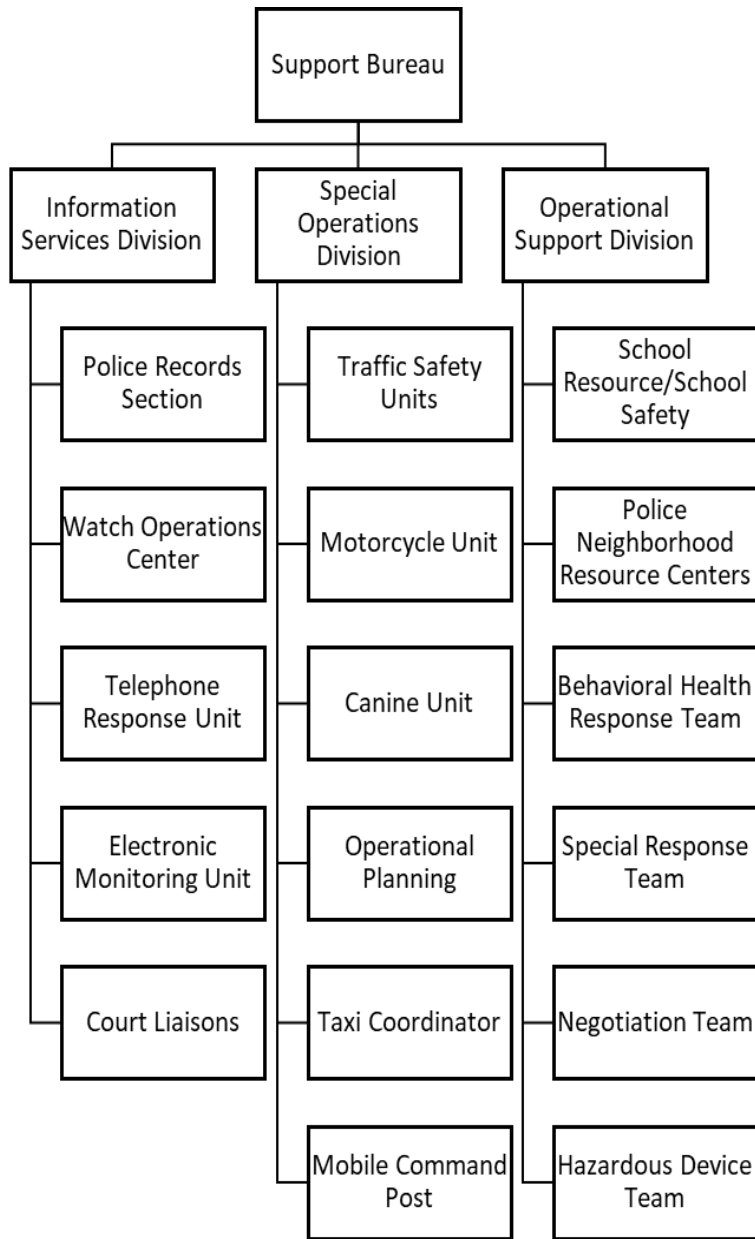 Support Bureau
Information
Services Division
Special
Operations
Division
Operational
Support Division
Police Records
Section
Traffic Safety
Units
School
Resource/School
Safety
Watch Operations
Center
Motorcycle Unit
Police
Neighborhood
Resource Centers
Telephone
Response Unit
Canine Unit
Behavioral Health
Response Team
Electronic
Monitoring Unit
Operational
Planning
Special Response
Team
Court Liaisons
Taxi Coordinator
Negotiation Team
Mobile Command
Post
Hazardous Device
Team